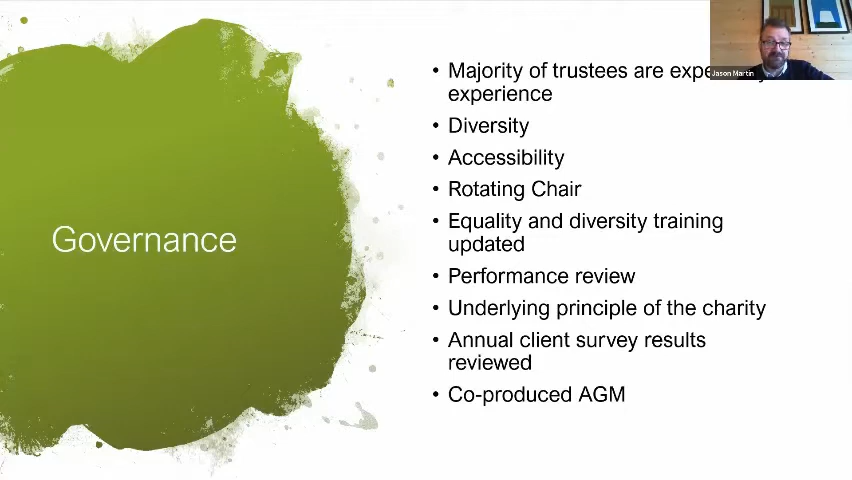 Governance
• Majority of trustees are
experience
• Diversity
• Accessibility
• Rotating Chair
• Equality and diversity training
updated
• Performance review
• Underlying principle of the charity
• Annual client survey results
reviewed
• Co-produced AGM
Jason Martin